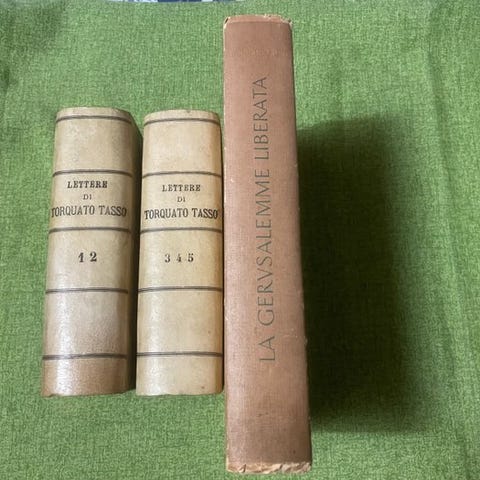 LETTERE
DI
TORQUATO TASSO
1 2
LETTERE
DI
TORQUATO TASSO
3 4 5
LA GERVSALEMME LIBERATA